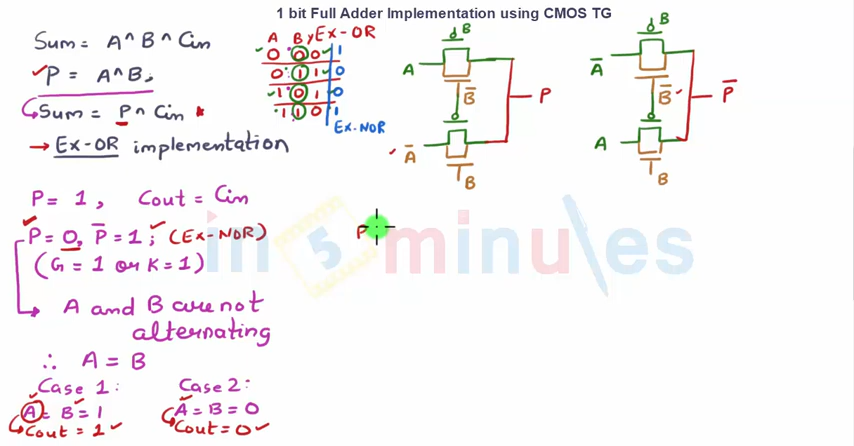 1 bit Full Adder Implementation using CMOS TG
Sum = A ^ B ^ Cin
✓P = A ^ B;
Sum = P ^ Cin *
→ Ex-OR implementation
A B y Ex-OR
0 0 0 1
0 1 1 0
1 0 1 0
1 1 0 1
Ex-NOR
B
A
B̅
A̅
B
P
B
A̅
B̅
A
B
P̅
P = 1, Cout = Cin
P = 0, P̅ = 1; (Ex-NOR)
(G = 1 or K = 1)
A and B are not
alternating
∴ A = B
Case 1:
A = B = 1
Cout = 1
Case 2:
A = B = 0
Cout = 0
P
in 5 minutes